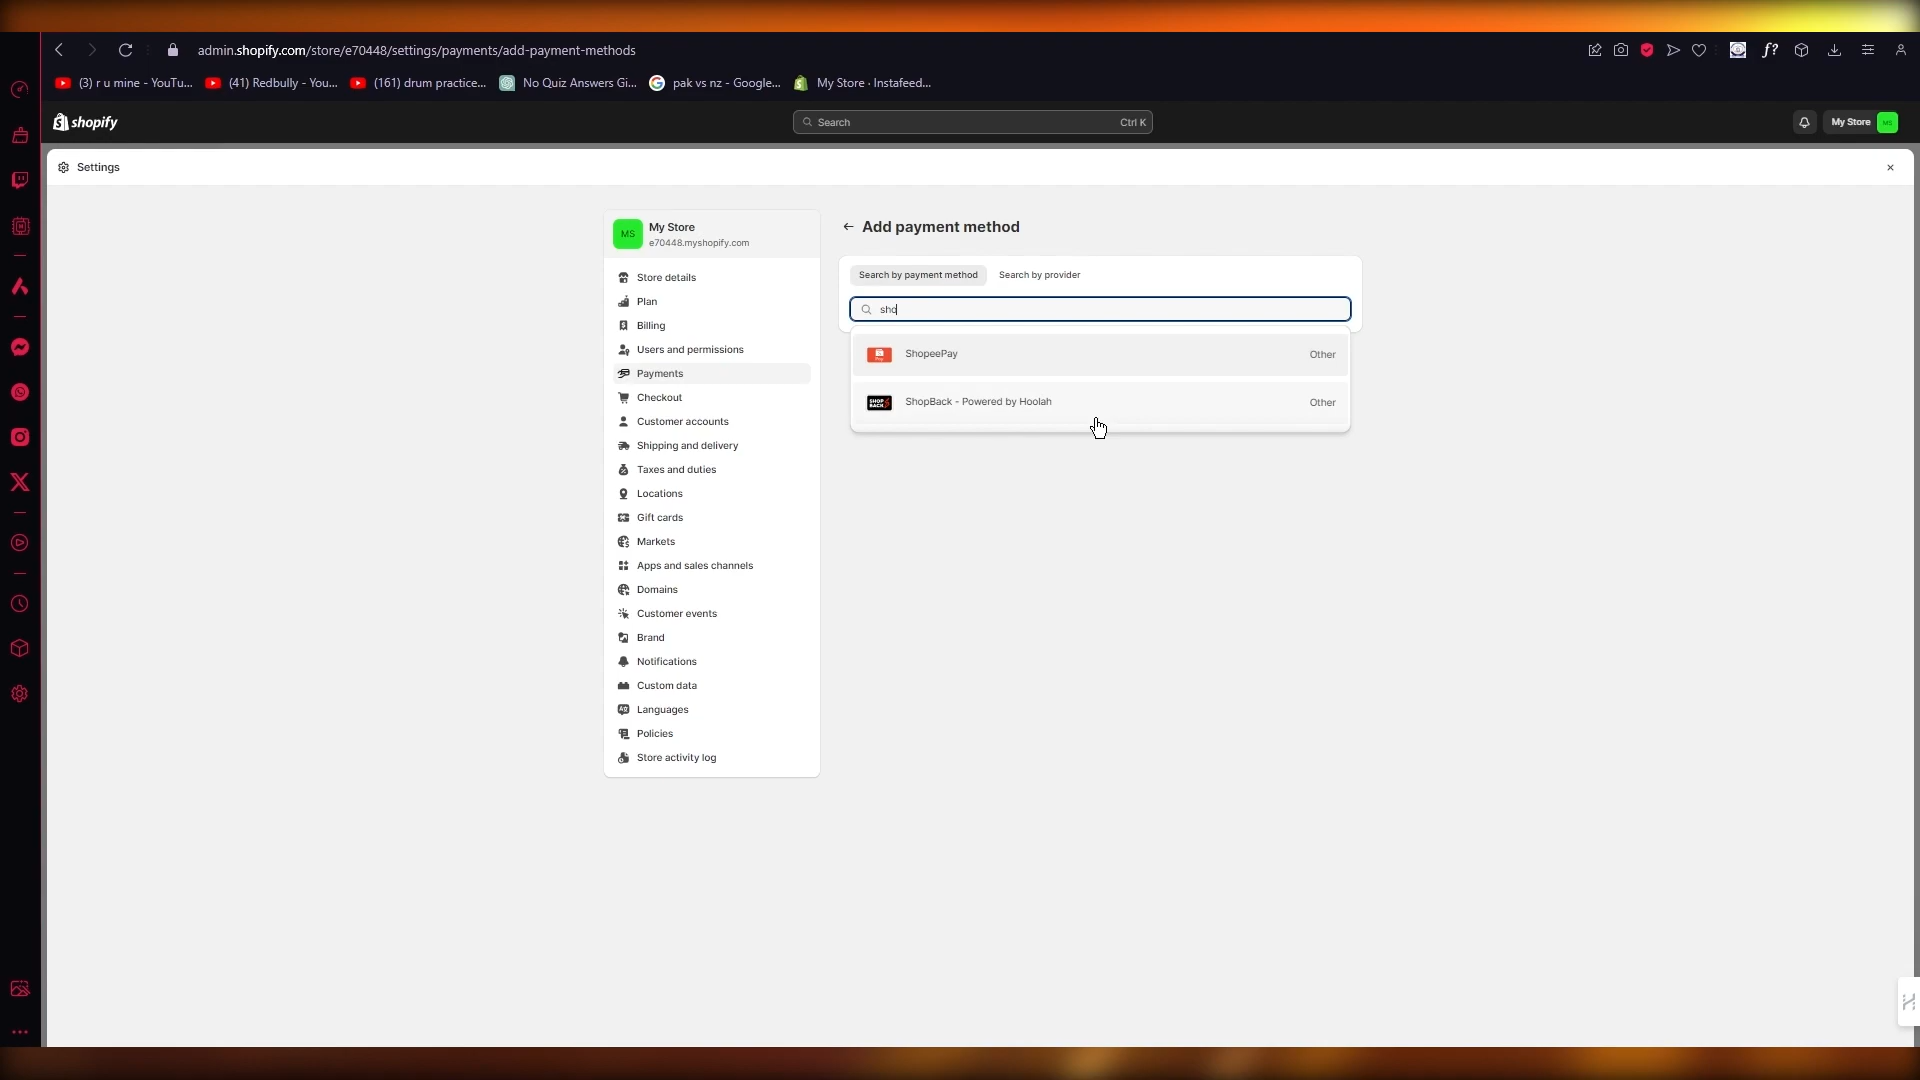 admin.shopify.com/store/e70448/settings/payments/add-payment-methods
(3) r u mine - YouTu...
(41) Redbully - You...
(161) drum practice...
No Quiz Answers Gi...
pak vs nz - Google...
My Store · Instafeed...
shopify
Search
Ctrl K
My Store
MS
Settings
MS
My Store
e70448.myshopify.com
Store details
Plan
Billing
Users and permissions
Payments
Checkout
Customer accounts
Shipping and delivery
Taxes and duties
Locations
Gift cards
Markets
Apps and sales channels
Domains
Customer events
Brand
Notifications
Custom data
Languages
Policies
Store activity log
Add payment method
Search by payment method
Search by provider
sho
ShopeePay
Other
SHOP
BACK
ShopBack - Powered by Hoolah
Other